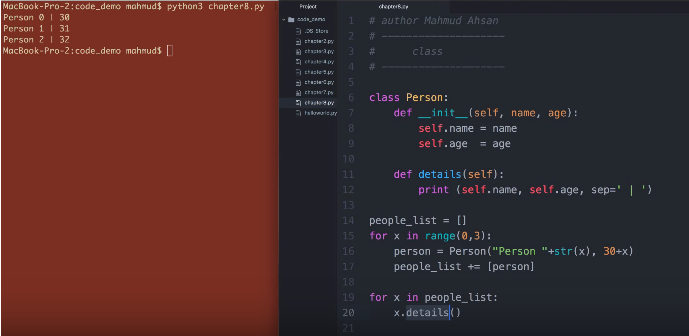 MacBook-Pro-2:code_demo mahmud$ python3 chapter8.py
Person 0 | 30
Person 1 | 31
Person 2 | 32
MacBook-Pro-2:code_demo mahmud$
Project
code_demo
.DS_Store
chapter2.py
chapter3.py
chapter4.py
chapter5.py
chapter6.py
chapter7.py
chapter8.py
helloworld.py
chapter8.py
1 # author Mahmud Ahsan
2 # --------------------
3 #      class
4 # --------------------
5
6 class Person:
7     def __init__(self, name, age):
8         self.name = name
9         self.age  = age
10
11     def details(self):
12         print (self.name, self.age, sep=' | ')
13
14 people_list = []
15 for x in range(0,3):
16     person = Person("Person "+str(x), 30+x)
17     people_list += [person]
18
19 for x in people_list:
20     x.details()
21